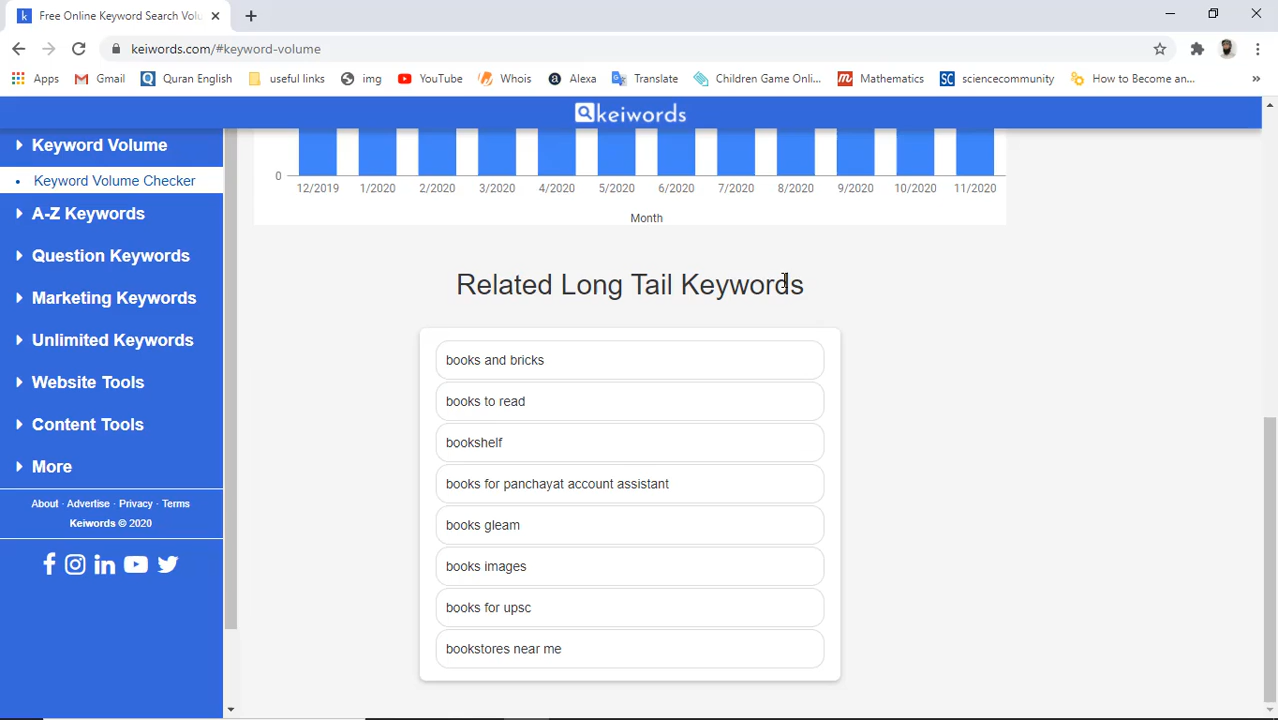 Free Online Keyword Search Volu
keiwords.com/#keyword-volume
Apps
Gmail
Quran English
useful links
img
YouTube
Whois
Alexa
Translate
Children Game Onli...
Mathematics
sciencecommunity
How to Become an...
»
keiwords
Keyword Volume
Keyword Volume Checker
A-Z Keywords
Question Keywords
Marketing Keywords
Unlimited Keywords
Website Tools
Content Tools
More
About · Advertise · Privacy · Terms
Keiwords © 2020
0
12/2019 1/2020 2/2020 3/2020 4/2020 5/2020 6/2020 7/2020 8/2020 9/2020 10/2020 11/2020
Month
Related Long Tail Keywords
books and bricks
books to read
bookshelf
books for panchayat account assistant
books gleam
books images
books for upsc
bookstores near me